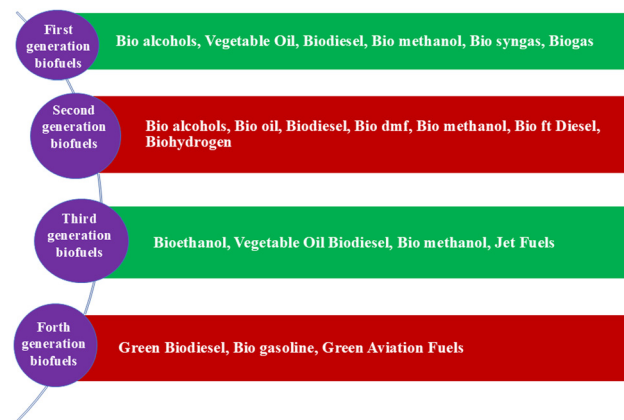 First
generation
biofuels
Bio alcohols, Vegetable Oil, Biodiesel, Bio methanol, Bio syngas, Biogas
Second
generation
biofuels
Bio alcohols, Bio oil, Biodiesel, Bio dmf, Bio methanol, Bio ft Diesel,
Biohydrogen
Third
generation
biofuels
Bioethanol, Vegetable Oil Biodiesel, Bio methanol, Jet Fuels
Forth
generation
biofuels
Green Biodiesel, Bio gasoline, Green Aviation Fuels